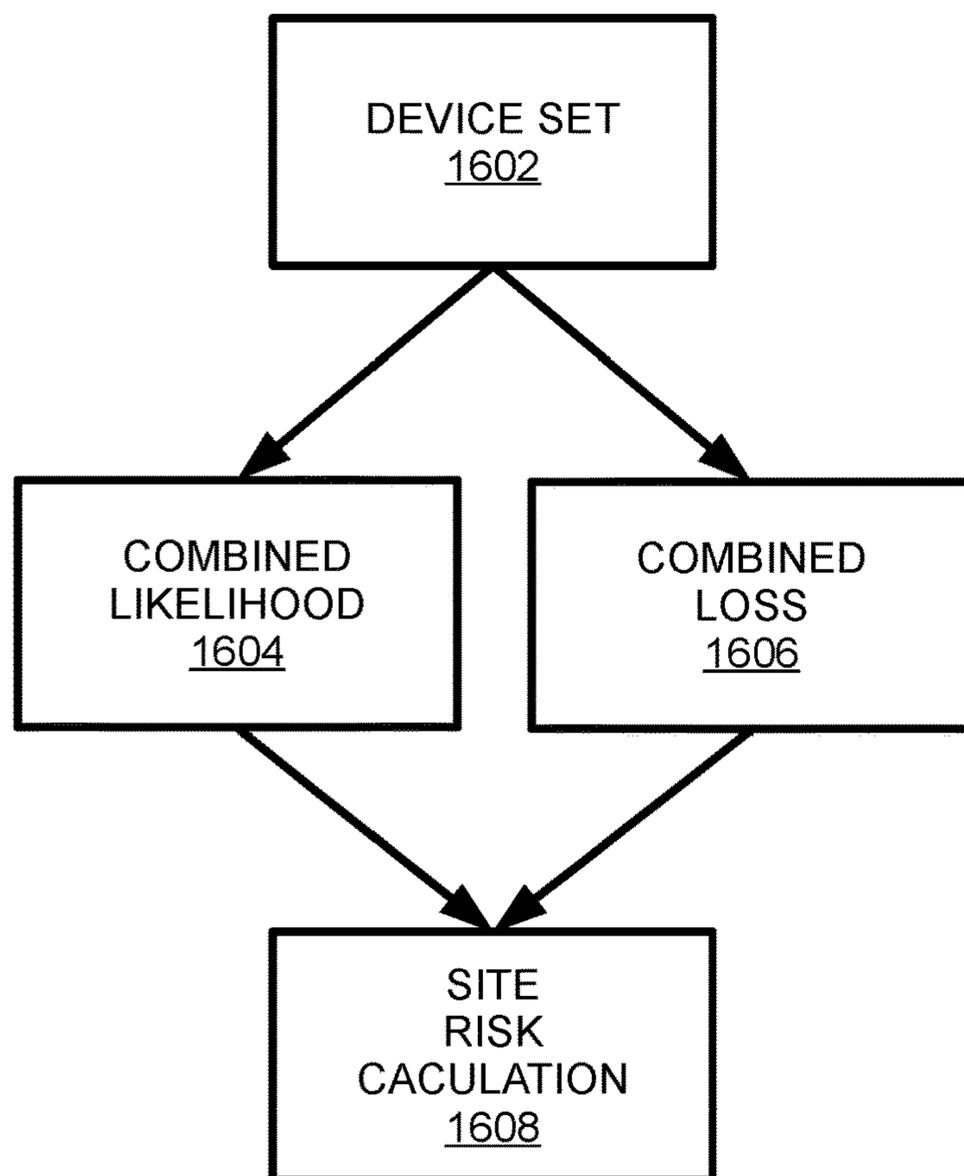 DEVICE SET
1602
COMBINED
LIKELIHOOD
1604
COMBINED
LOSS
1606
SITE
RISK
CACULATION
1608